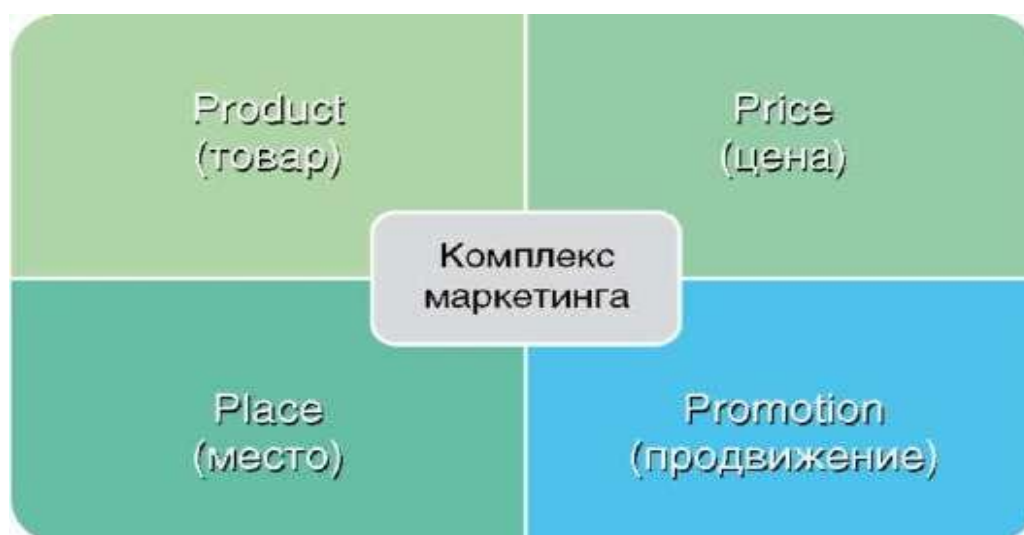 Product
(товар)
Price
(цена)
Комплекс
маркетинга
Place
(место)
Promotion
(продвижение)